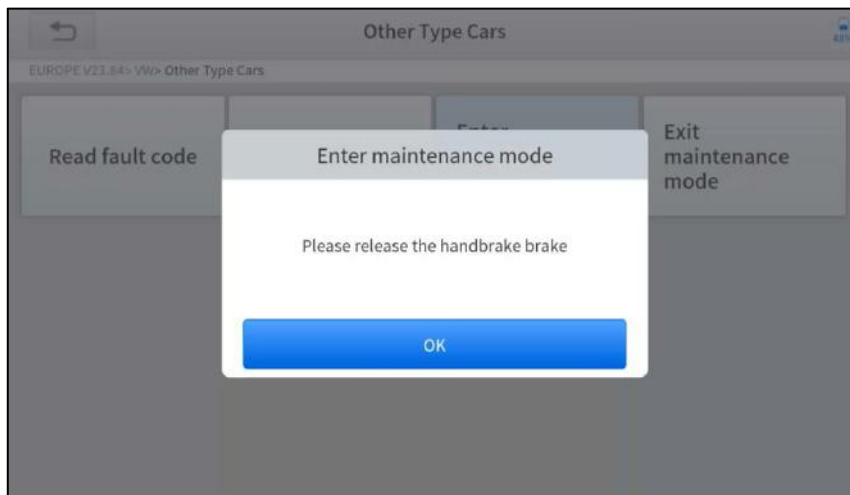 Other Type Cars
EUROPE V23.84> VW> Other Type Cars
Read fault code
Enter
Exit
maintenance
mode
Enter maintenance mode
Please release the handbrake brake
OK